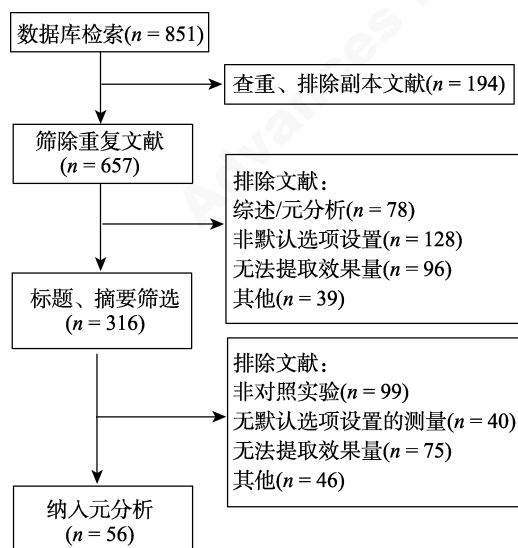 数据库检索(n = 851)
查重、排除副本文献(n = 194)
筛除重复文献
(n = 657)
排除文献：
综述/元分析(n = 78)
非默认选项设置(n = 128)
无法提取效果量(n = 96)
其他(n = 39)
标题、摘要筛选
(n = 316)
排除文献：
非对照实验(n = 99)
无默认选项设置的测量(n = 40)
无法提取效果量(n = 75)
其他(n = 46)
纳入元分析
(n = 56)
Advances